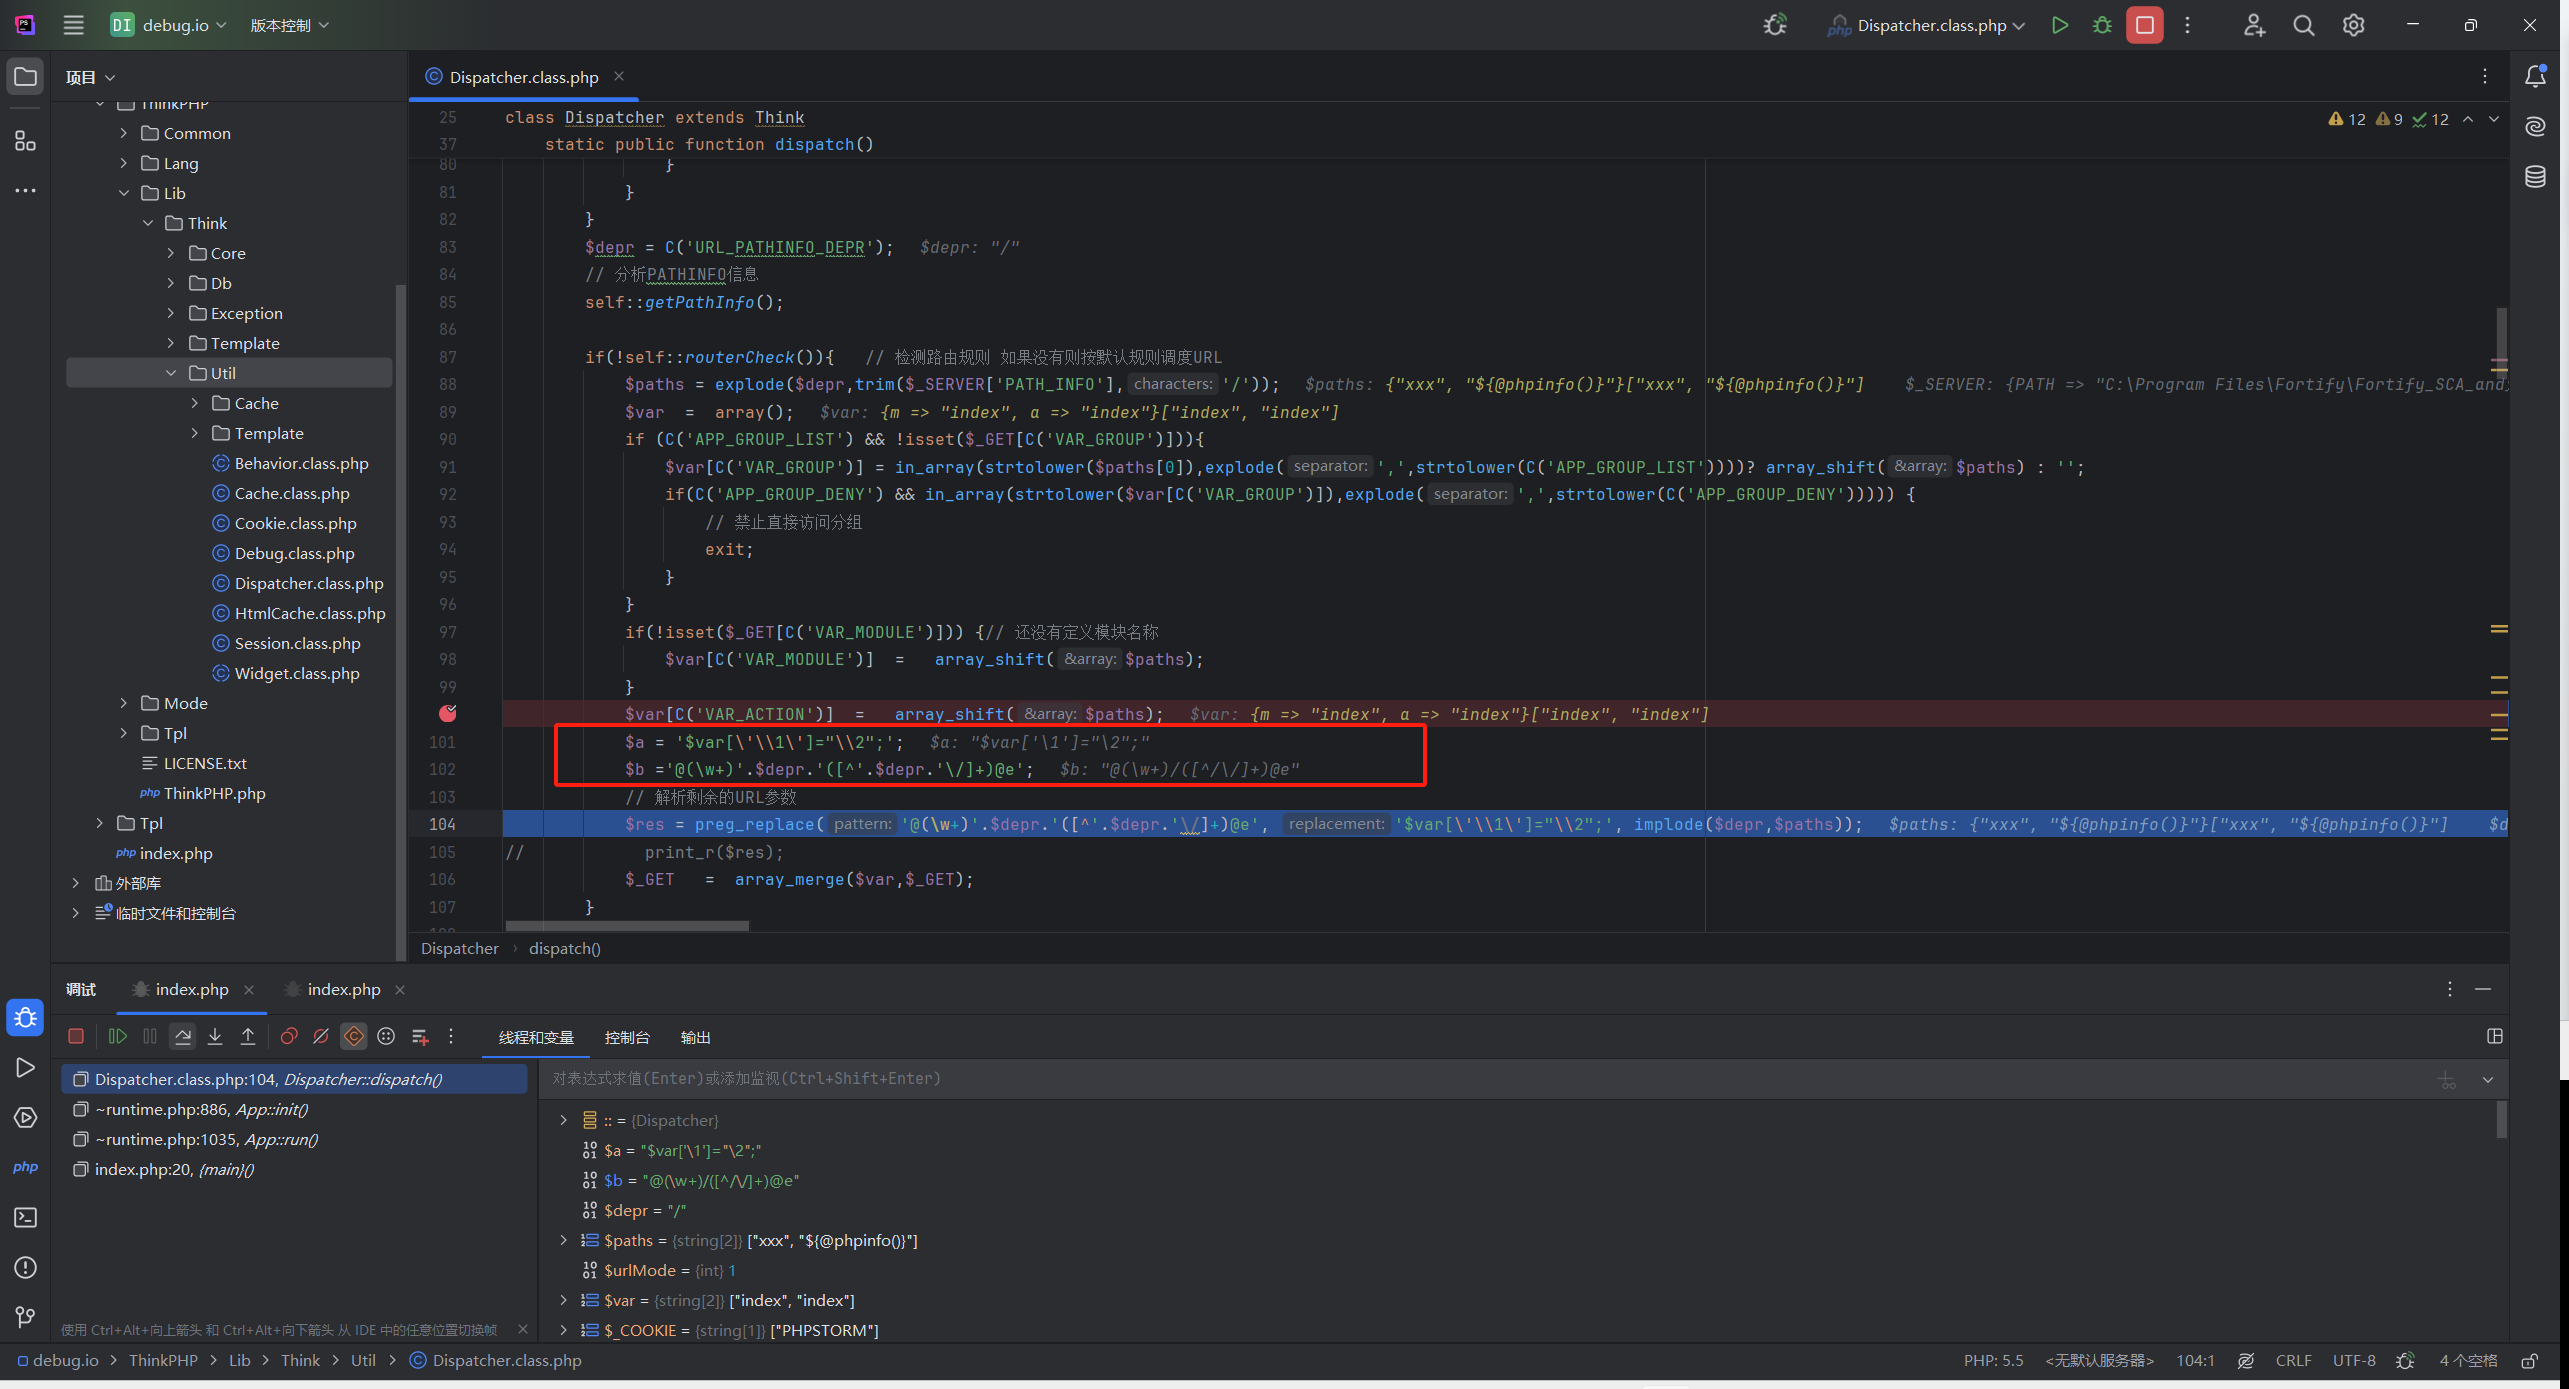 DI debug.io 版本控制
php Dispatcher.class.php
项目
ThinkPHP
Common
Lang
Lib
Think
Core
Db
Exception
Template
Util
Cache
Template
Behavior.class.php
Cache.class.php
Cookie.class.php
Debug.class.php
Dispatcher.class.php
HtmlCache.class.php
Session.class.php
Widget.class.php
Mode
Tpl
LICENSE.txt
php ThinkPHP.php
Tpl
php index.php
外部库
临时文件和控制台
Dispatcher.class.php
12 9 12
25 class Dispatcher extends Think
37 static public function dispatch()
80 }
81 }
82 }
83 $depr = C('URL_PATHINFO_DEPR'); $depr: "/"
84 // 分析PATHINFO信息
85 self::getPathInfo();
86
87 if(!self::routerCheck()){ // 检测路由规则 如果没有则按默认规则调度URL
88 $paths = explode($depr,trim($_SERVER['PATH_INFO'], characters: '/')); $paths: {"xxx", "${@phpinfo()}"}["xxx", "${@phpinfo()}"] $_SERVER: {PATH => "C:\Program Files\Fortify\Fortify_SCA_and
89 $var = array(); $var: {m => "index", a => "index"}["index", "index"]
90 if (C('APP_GROUP_LIST') && !isset($_GET[C('VAR_GROUP')])){
91 $var[C('VAR_GROUP')] = in_array(strtolower($paths[0]),explode( separator: ',',strtolower(C('APP_GROUP_LIST'))))? array_shift( &array: $paths) : '';
92 if(C('APP_GROUP_DENY') && in_array(strtolower($var[C('VAR_GROUP')]),explode( separator: ',',strtolower(C('APP_GROUP_DENY'))))) {
93 // 禁止直接访问分组
94 exit;
95 }
96 }
97 if(!isset($_GET[C('VAR_MODULE')])) {// 还没有定义模块名称
98 $var[C('VAR_MODULE')] = array_shift( &array: $paths);
99 }
$var[C('VAR_ACTION')] = array_shift( &array: $paths); $var: {m => "index", a => "index"}["index", "index"]
101 $a = '$var[\'\\1\']="\\2";'; $a: "$var['\1']="\2";"
102 $b ='@(\w+)'.$depr.'([^'.$depr.'\/]+)@e'; $b: "@(\w+)/([^/\/]+)@e"
103 // 解析剩余的URL参数
104 $res = preg_replace( pattern: '@(\w+)'.$depr.'([^'.$depr.'\/]+)@e', replacement: '$var[\'\\1\']="\\2";', implode($depr,$paths)); $paths: {"xxx", "${@phpinfo()}"}["xxx", "${@phpinfo()}"] $d
105 // print_r($res);
106 $_GET = array_merge($var,$_GET);
107 }
Dispatcher › dispatch()
调试 index.php index.php
线程和变量 控制台 输出
Dispatcher.class.php:104, Dispatcher::dispatch()
~runtime.php:886, App::init()
~runtime.php:1035, App::run()
index.php:20, {main}()
对表达式求值(Enter)或添加监视(Ctrl+Shift+Enter)
:: = {Dispatcher}
$a = "$var['\1']="\2";"
$b = "@(\w+)/([^/\/]+)@e"
$depr = "/"
$paths = {string[2]} ["xxx", "${@phpinfo()}"]
$urlMode = {int} 1
$var = {string[2]} ["index", "index"]
$_COOKIE = {string[1]} ["PHPSTORM"]
php
使用 Ctrl+Alt+向上箭头 和 Ctrl+Alt+向下箭头 从 IDE 中的任意位置切换帧
debug.io > ThinkPHP > Lib > Think > Util > Dispatcher.class.php
PHP: 5.5 <无默认服务器> 104:1 CRLF UTF-8 4 个空格